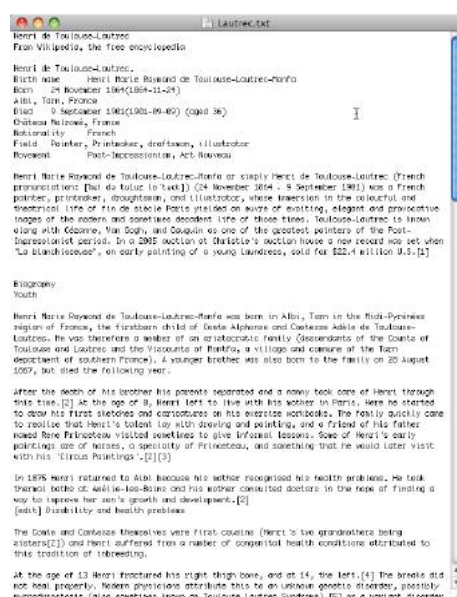 Lautrec.txt
Henri de Toulouse-Lautrec
From Wikipedia, the free encyclopedia
Henri de Toulouse-Lautrec.
Birth name Henri Marie Raymond de Toulouse-Lautrec-Monfa
Born 24 November 1864(1864-11-24)
Albi, Tarn, France
Died 9 September 1901(1901-09-09) (aged 36)
Château Malromé, France
Nationality French
Field Painter, Printmaker, draftsman, illustrator
Movement Post-Impressionism, Art Nouveau
Henri Marie Raymond de Toulouse-Lautrec-Monfa or simply Henri de Toulouse-Lautrec (French
pronunciation: de tuluz) (24 November 1864 – 9 September 1901) was a French
painter, printmaker, draughtsman, and illustrator, whose immersion in the colourful and
theatrical life of fin de siècle Paris yielded an œuvre of exciting, elegant and provocative
images of the modern and sometimes decadent life of those times. Toulouse-Lautrec is known
along with Cézanne, Van Gogh, and Gauguin as one of the greatest painters of the Post-
Impressionist period. In a 2005 auction at Christie's auction house a new record was set when
"La blanchisseuse", an early painting of a young laundress, sold for $22.4 million U.S.[1]
Biography
Youth
Henri Marie Raymond de Toulouse-Lautrec-Monfa was born in Albi, Tarn in the Midi-Pyrénées
région of France, the firstborn child of Comte Alphonse and Comtesse Adèle de Toulouse-
Lautrec. He was therefore a member of an aristocratic family (descendants of the Counts of
Toulouse and Lautrec and the Viscounts of Montfa, a village and commune of the Tarn
department of southern France). A younger brother was also born to the family on 28 August
1867, but died the following year.
After the death of his brother his parents separated and a nanny took care of Henri through
this time.[2] At the age of 8, Henri left to live with his mother in Paris. Here he started
to draw his first sketches and caricatures on his exercise workbooks. The family quickly came
to realise that Henri's talent lay with drawing and painting, and a friend of his father
named Rene Princeteau visited sometimes to give informal lessons. Some of Henri's early
paintings are of horses, a specialty of Princeteau, and something that he would later visit
with his 'Circus Paintings'.[2][3]
In 1875 Henri returned to Albi because his mother recognised his health problems. He took
thermal baths at Amélie-les-Bains and his mother consulted doctors in the hope of finding a
way to improve her son's growth and development.[2]
[edit] Disability and health problems
The Comte and Comtesse themselves were first cousins (Henri's two grandmothers being
sisters[2]) and Henri suffered from a number of congenital health conditions attributed to
this tradition of inbreeding.
At the age of 13 Henri fractured his right thigh bone, and at 14, the left.[4] The breaks did
not heal properly. Modern physicians attribute this to an unknown genetic disorder, possibly
pycnodysostosis (also sometimes known as Toulouse-Lautrec Syndrome),[5] or a variant disorder